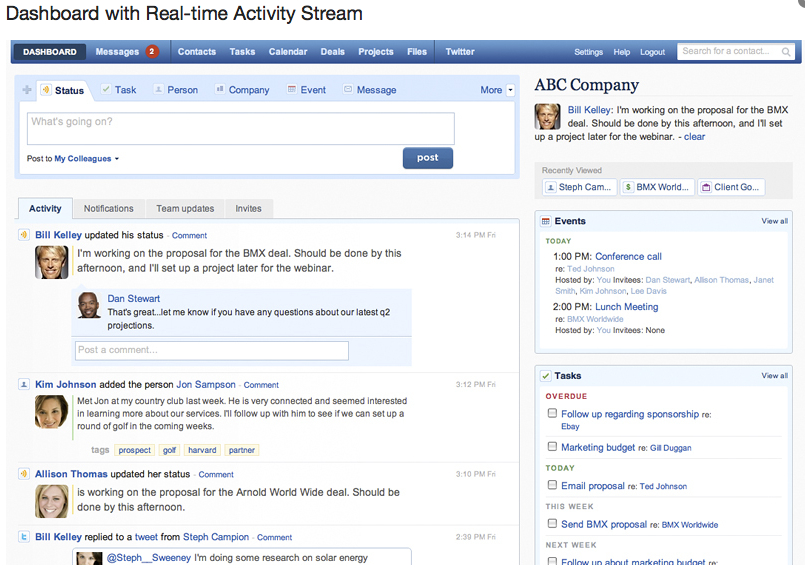 Dashboard with Real-time Activity Stream
DASHBOARD Messages 2 Contacts Tasks Calendar Deals Projects Files Twitter Settings Help Logout Search for a contact...
Status Task Person Company Event Message More
What's going on?
Post to My Colleagues
post
Activity Notifications Team updates Invites
Bill Kelley updated his status - Comment 3:14 PM Fri
I'm working on the proposal for the BMX deal. Should be done by this
afternoon, and I'll set up a project later for the webinar.
Dan Stewart
That's great...let me know if you have any questions about our latest q2
projections.
Post a comment...
Kim Johnson added the person Jon Sampson - Comment 3:12 PM Fri
Met Jon at my country club last week. He is very connected and seemed interested
in learning more about our services. I'll follow up with him to see if we can set up a
round of golf in the coming weeks.
tags prospect golf harvard partner
Allison Thomas updated her status - Comment 3:10 PM Fri
is working on the proposal for the Arnold World Wide deal. Should be
done by this afternoon.
Bill Kelley replied to a tweet from Steph Campion - Comment 2:39 PM Fri
@Steph__Sweeney I'm doing some research on solar energy
ABC Company
Bill Kelley: I'm working on the proposal for the BMX
deal. Should be done by this afternoon, and I'll set
up a project later for the webinar. - clear
Recently Viewed
Steph Cam... BMX World... Client Go...
Events View all
TODAY
1:00 PM: Conference call
re: Ted Johnson
Hosted by: You Invitees: Dan Stewart, Allison Thomas, Janet
Smith, Kim Johnson, Lee Davis
2:00 PM: Lunch Meeting
re: BMX Worldwide
Hosted by: You Invitees: None
Tasks View all
OVERDUE
Follow up regarding sponsorship re:
Ebay
Marketing budget re: Gill Duggan
TODAY
Email proposal re: Ted Johnson
THIS WEEK
Send BMX proposal re: BMX Worldwide
NEXT WEEK
Follow up about marketing budget re: